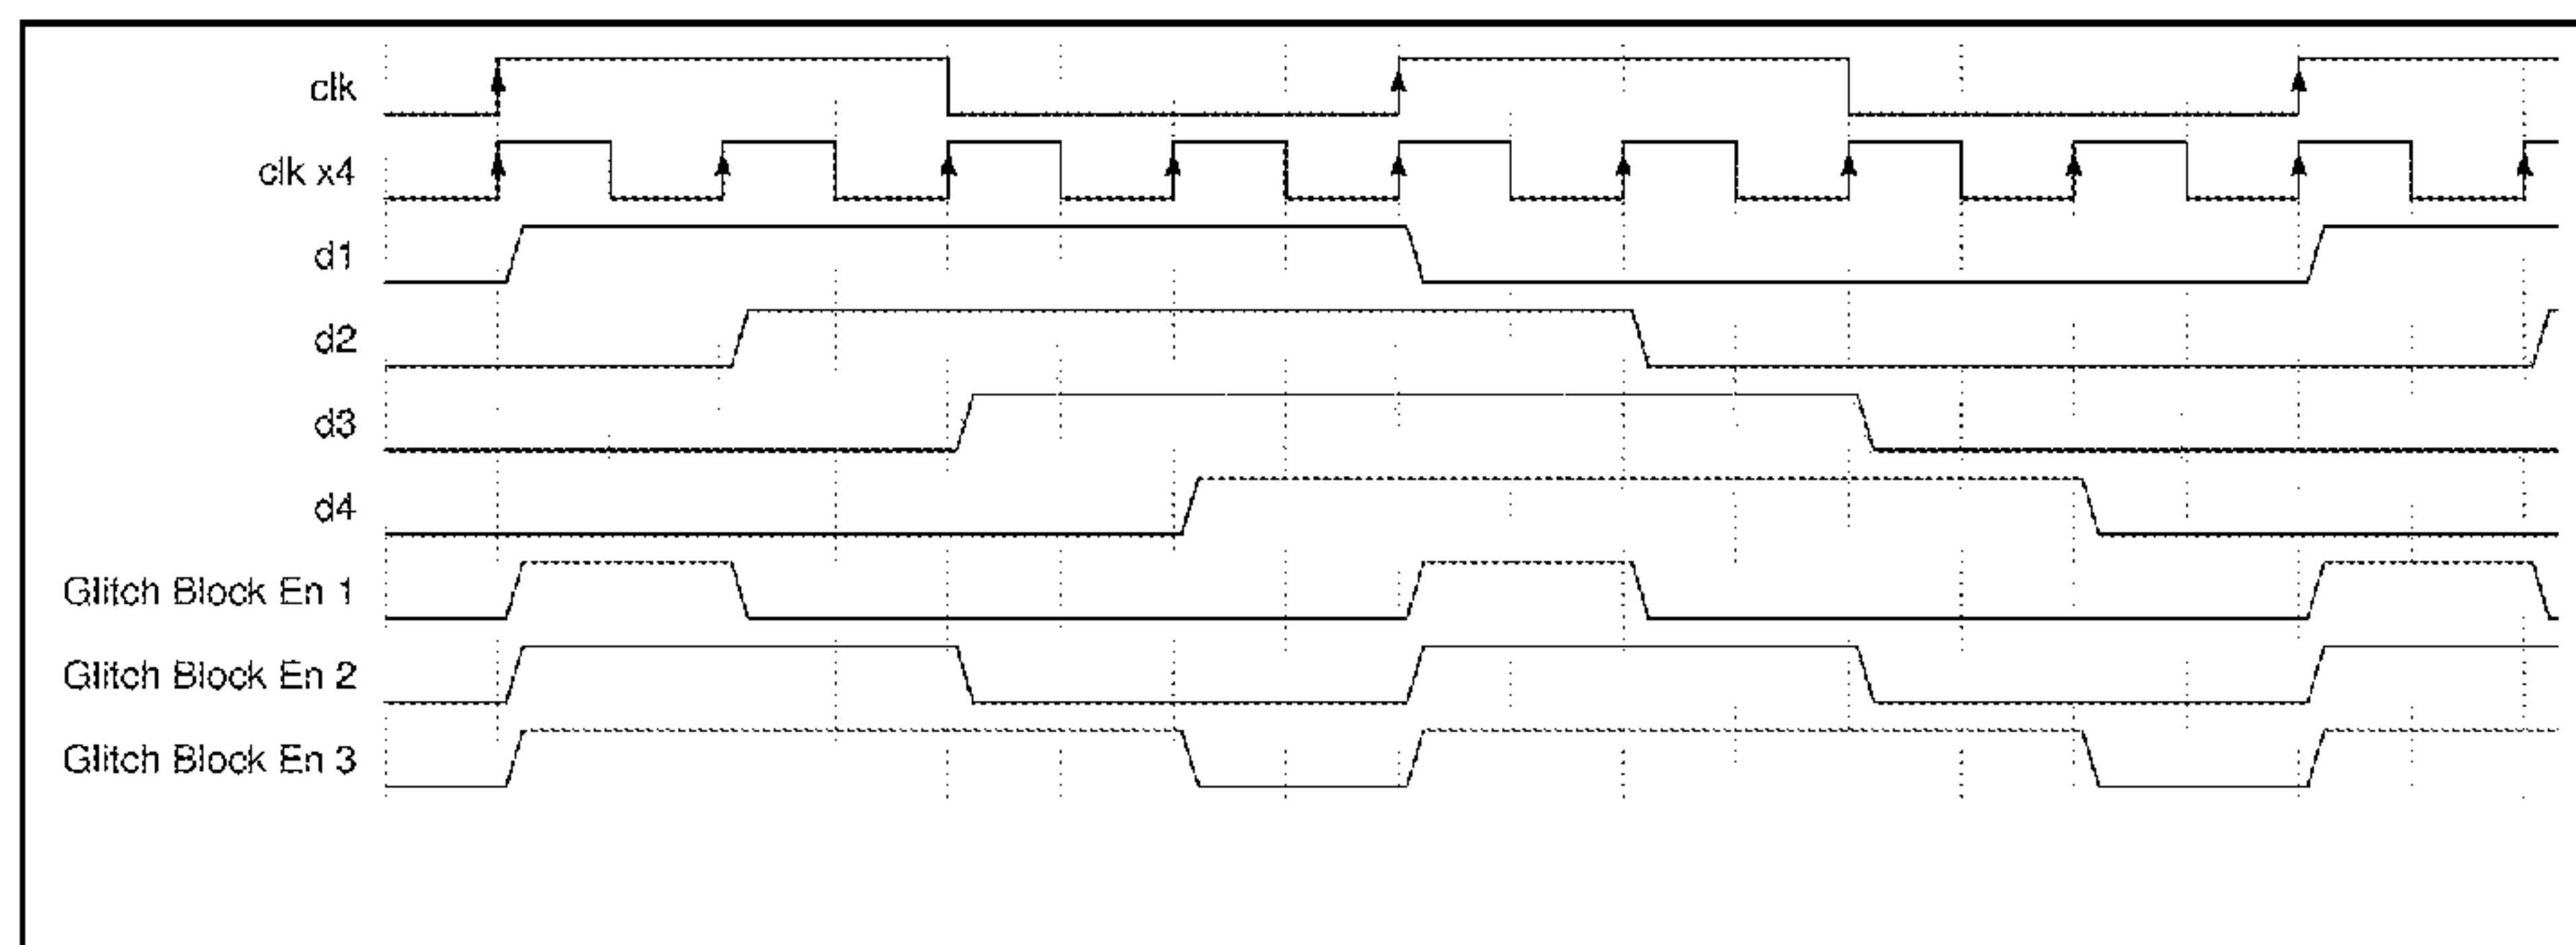 clk
clk x4
d1
d2
d3
d4
Glitch Block En 1
Glitch Block En 2
Glitch Block En 3